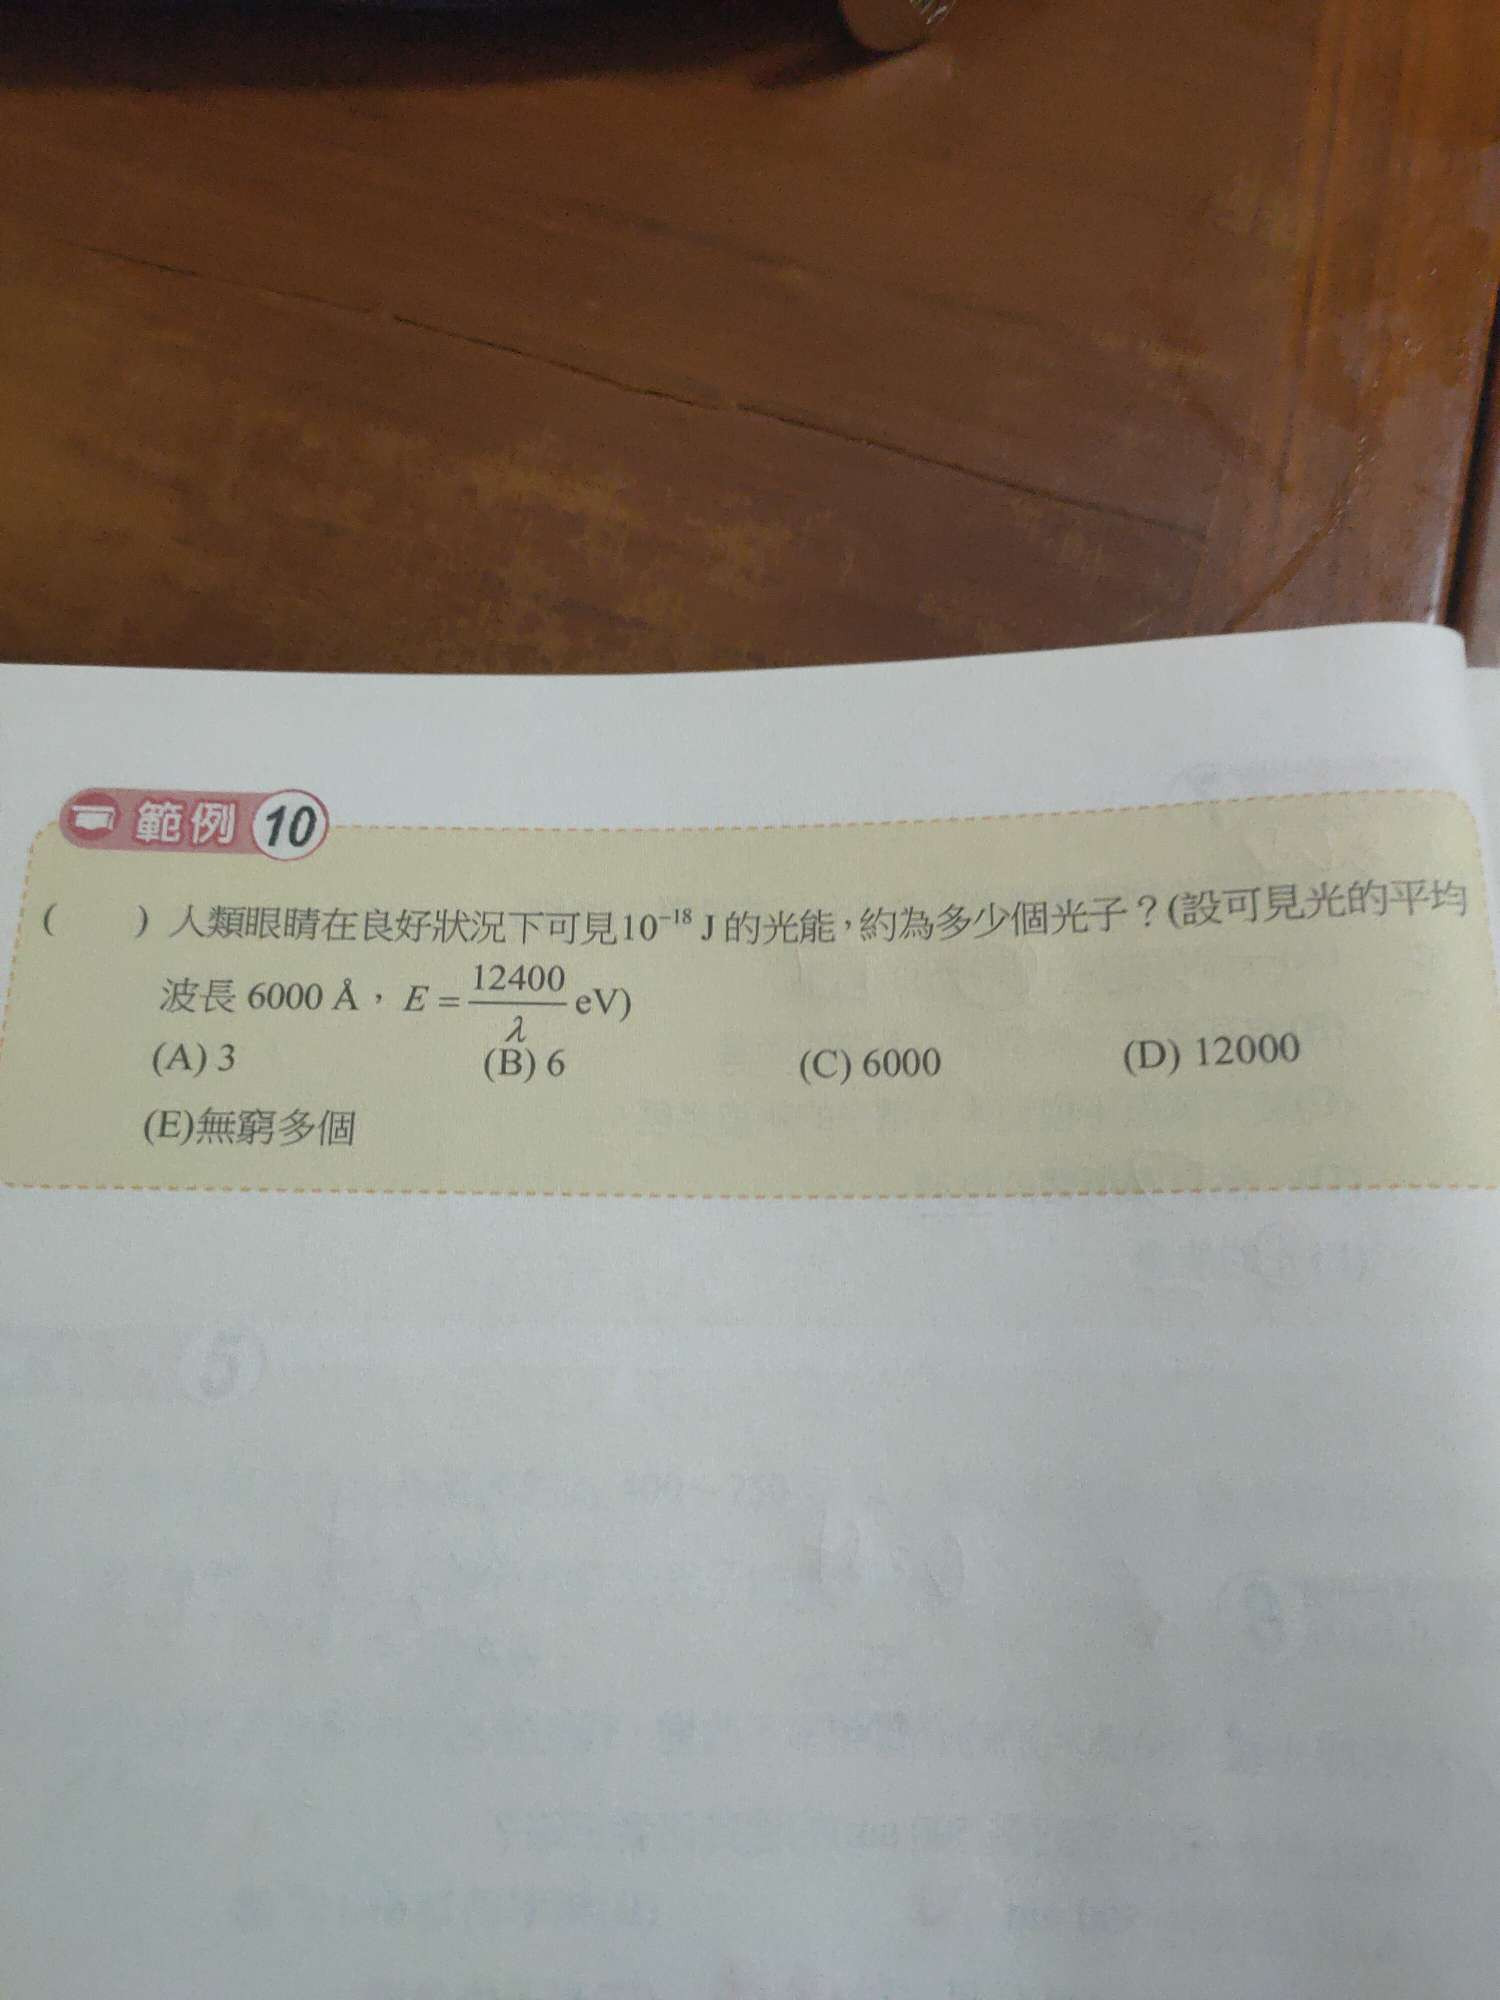 範例 10
( ) 人類眼睛在良好狀況下可見10⁻¹⁸ J 的光能,約為多少個光子?(設可見光的平均
波長 6000 Å,E = 12400/λ eV)
(A) 3 (B) 6 (C) 6000 (D) 12000
(E)無窮多個